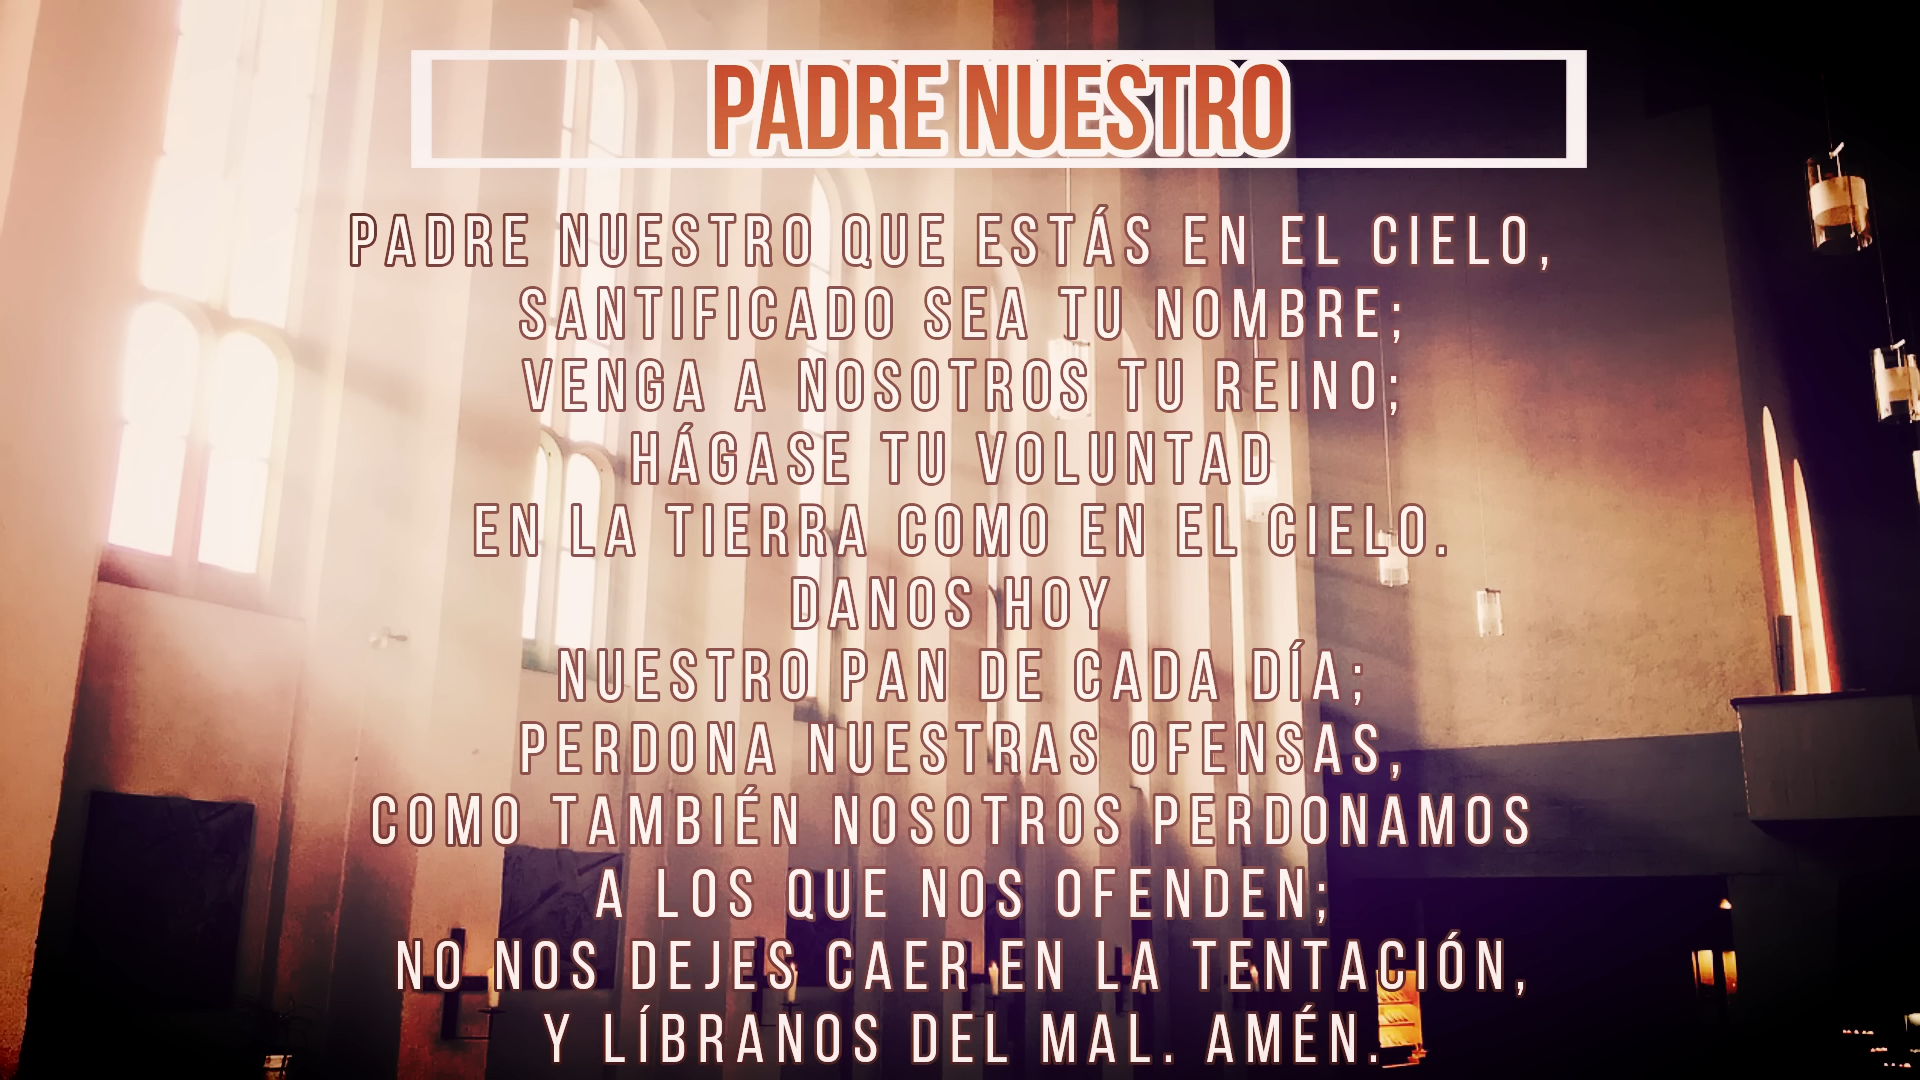 PADRE NUESTRO
PADRE NUESTRO QUE ESTÁS EN EL CIELO,
SANTIFICADO SEA TU NOMBRE;
VENGA A NOSOTROS TU REINO;
HÁGASE TU VOLUNTAD
EN LA TIERRA COMO EN EL CIELO.
DANOS HOY
NUESTRO PAN DE CADA DÍA;
PERDONA NUESTRAS OFENSAS,
COMO TAMBIÉN NOSOTROS PERDONAMOS
A LOS QUE NOS OFENDEN;
NO NOS DEJES CAER EN LA TENTACIÓN,
Y LÍBRANOS DEL MAL. AMÉN.